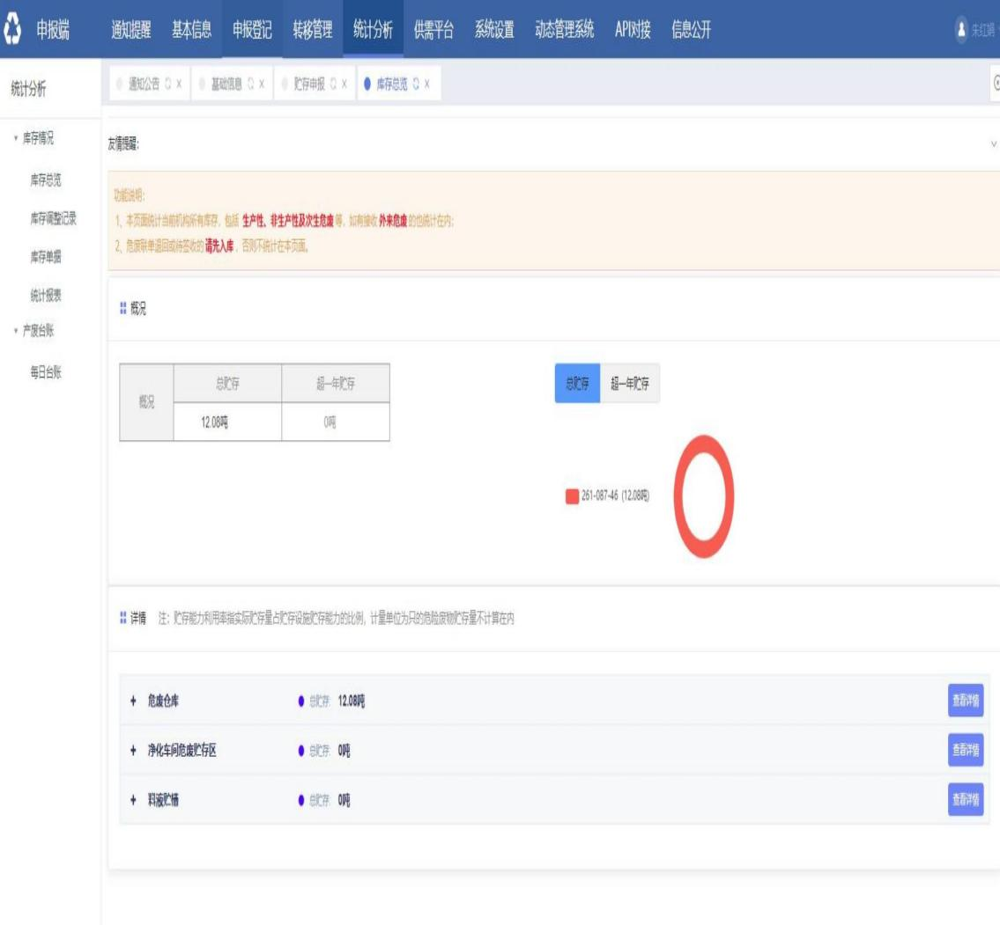 申报端 通知提醒 基本信息 申报登记 转移管理 统计分析 供需平台 系统设置 动态管理系统 API对接 信息公开 朱红娟
统计分析
通知公告 基础信息 贮存申报 库存总览
库存情况
库存总览
库存调整记录
库存单据
统计报表
产废台账
每日台账
友情提醒:
功能说明:
1、本页面统计当前机构所有库存，包括 生产性、非生产性及次生危废 等，如有接收 外来危废 的也统计在内;
2、危废联单退回或待签收的 请先入库，否则不统计在本页面。
概况
概况 总贮存 超一年贮存
12.08吨 0吨
总贮存 超一年贮存
261-087-46 (12.08吨)
详情 注: 贮存能力利用率指实际贮存量占贮存设施贮存能力的比例，计量单位为只的危险废物贮存量不计算在内
+ 危废仓库 总贮存: 12.08吨 查看详情
+ 净化车间危废贮存区 总贮存: 0吨 查看详情
+ 料液贮槽 总贮存: 0吨 查看详情